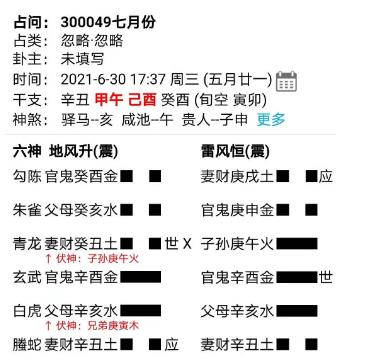 占问： 300049七月份
占类： 忽略·忽略
卦主： 未填写
时间： 2021-6-30 17:37 周三 (五月廿一)
干支： 辛丑 甲午 己酉 癸酉 (旬空 寅卯)
神煞： 驿马--亥 咸池--午 贵人--子申 更多
六神 地风升(震) 雷风恒(震)
勾陈 官鬼癸酉金 妻财庚戌土 应
朱雀 父母癸亥水 官鬼庚申金
青龙 妻财癸丑土 世 X 子孙庚午火
↑ 伏神：子孙庚午火
玄武 官鬼辛酉金 官鬼辛酉金 世
白虎 父母辛亥水 父母辛亥水
↑ 伏神：兄弟庚寅木
螣蛇 妻财辛丑土 应 妻财辛丑土